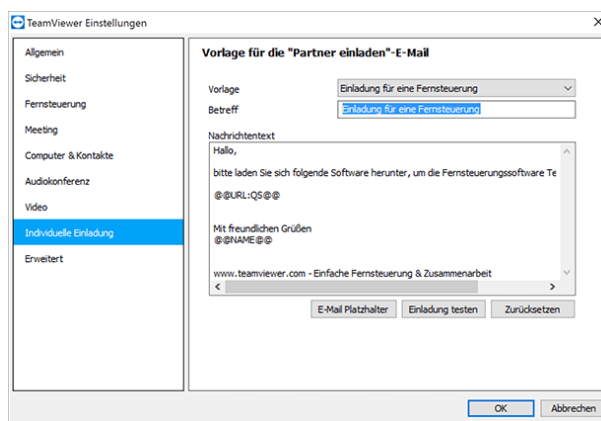 TeamViewer Einstellungen
Allgemein
Sicherheit
Fernsteuerung
Meeting
Computer & Kontakte
Audiokonferenz
Video
Individuelle Einladung
Erweitert
Vorlage für die "Partner einladen"-E-Mail
Vorlage
Einladung für eine Fernsteuerung
Betreff
Einladung für eine Fernsteuerung
Nachrichtentext
Hallo,
bitte laden Sie sich folgende Software herunter, um die Fernsteuerungssoftware Te
@@URL:QS@@
Mit freundlichen Grüßen
@@NAME@@
www.teamviewer.com - Einfache Fernsteuerung & Zusammenarbeit
E-Mail Platzhalter
Einladung testen
Zurücksetzen
OK
Abbrechen